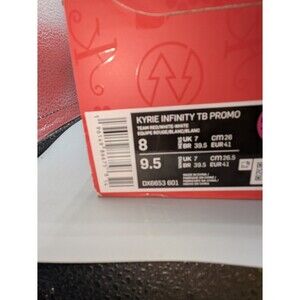 KYRIE INFINITY TB PROMO
TEAM RED/WHITE-WHITE
EQUIPE ROUGE/BLANC/BLANC
8 UK 7 CM 26
BR 39.5 EUR 41
9.5 UK 7 CM 26.5
BR 39.5 EUR 41
DX6653 601